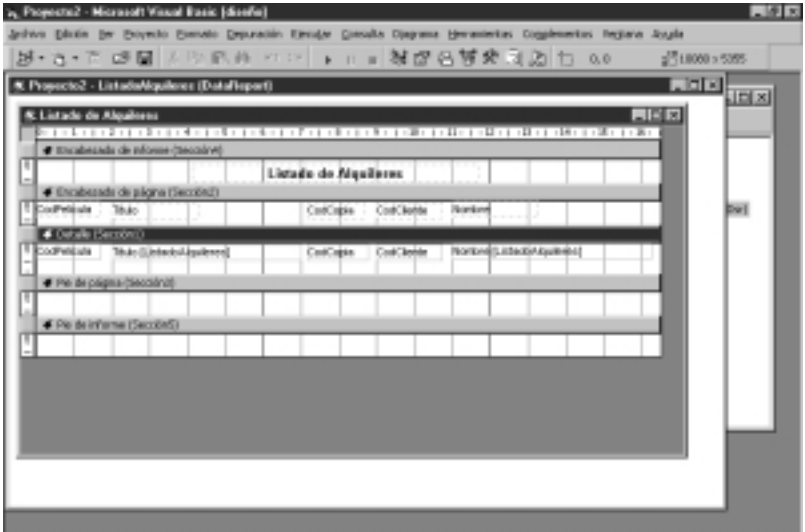 Proyecto2 - Microsoft Visual Basic [diseño]
Archivo Edición Ver Proyecto Formato Depuración Ejecutar Consulta Diagrama Herramientas Complementos Ventana Ayuda
0, 0
Proyecto2 - ListadoAlquileres (DataReport)
Listado de Alquileres
Encabezado de informe (Sección4)
Listado de Alquileres
Encabezado de página (Sección2)
CodPelícula Título CodCopia CodCliente Nombre
Detalle (Sección1)
CodPelícula Título [ListadoAlquileres] CodCopia CodCliente Nombre [ListadoAlquileres]
Pie de página (Sección3)
Pie de informe (Sección5)